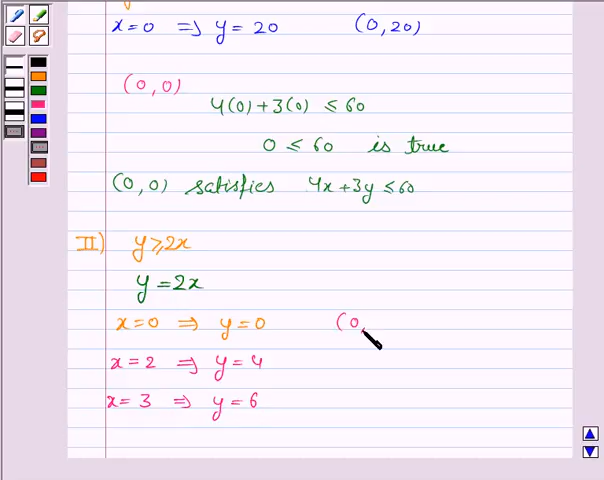 x=0 ⇒ y = 20 (0,20)
(0,0)
4(0)+3(0) ≤ 60
0 ≤ 60 is true
(0,0) satisfies 4x+3y ≤ 60
II) y≥2x
y=2x
x=0 ⇒ y=0 (0,
x=2 ⇒ y=4
x=3 ⇒ y=6